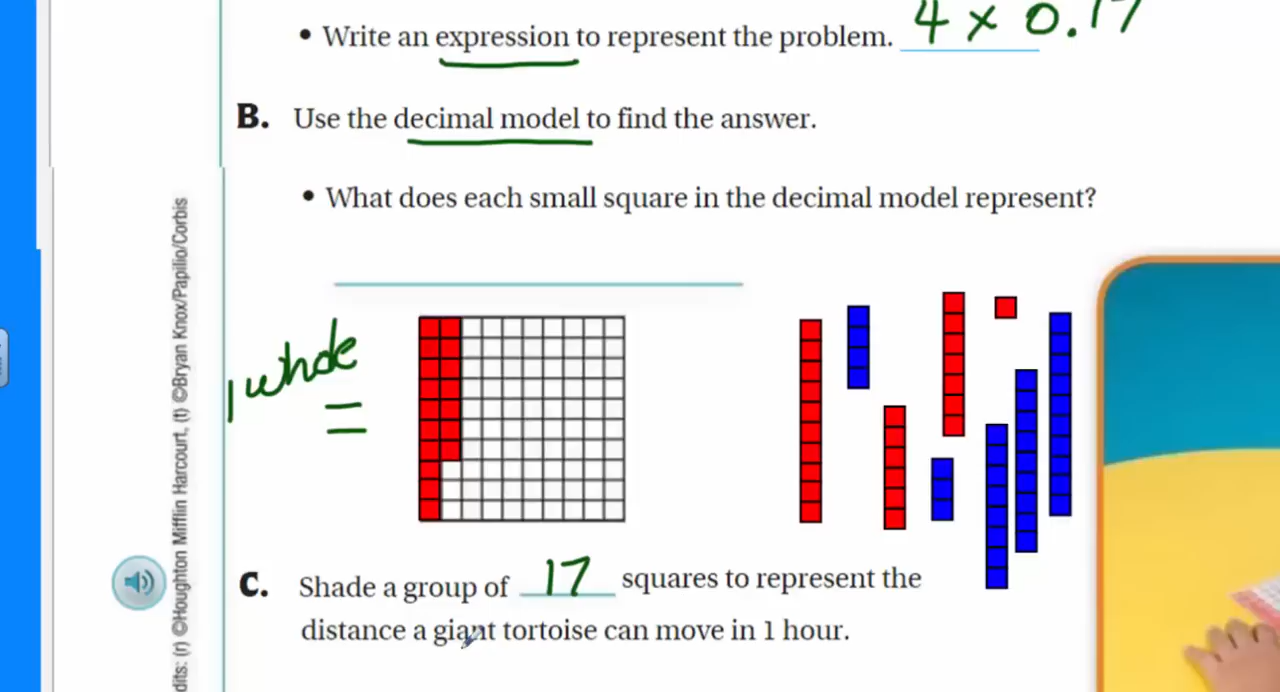 • Write an expression to represent the problem. 4 × 0.17
B. Use the decimal model to find the answer.
• What does each small square in the decimal model represent?
1 whole
=
C. Shade a group of 17 squares to represent the
distance a giant tortoise can move in 1 hour.
dits: (r) ©Houghton Mifflin Harcourt, (t) ©Bryan Knox/Papilio/Corbis